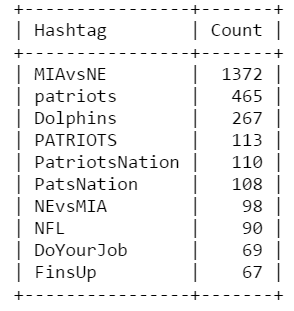 +----------------+-------+
| Hashtag        | Count |
+----------------+-------+
| MIAvsNE        |  1372 |
| patriots       |   465 |
| Dolphins       |   267 |
| PATRIOTS       |   113 |
| PatriotsNation |   110 |
| PatsNation     |   108 |
| NEvsMIA        |    98 |
| NFL            |    90 |
| DoYourJob      |    69 |
| FinsUp         |    67 |
+----------------+-------+